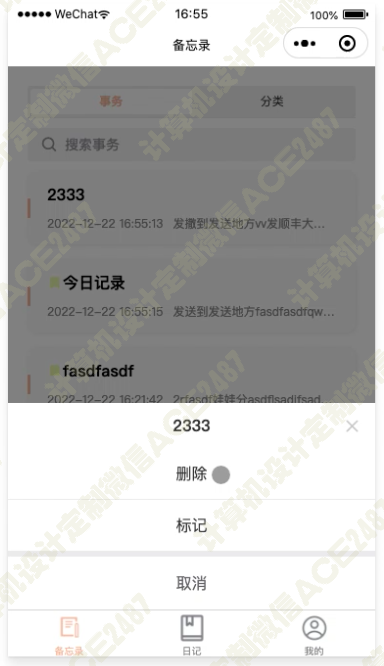 WeChat 16:55 100%
备忘录
事务 分类
搜索事务
2333
2022-12-22 16:55:13 发撒到发送地方vv发顺丰大...
今日记录
2022-12-22 16:55:15 发送到发送地方fasdfasdfqw...
fasdfasdf
2022-12-22 16:21:42
2333
删除
标记
取消
备忘录 日记 我的
计算机设计定制微信ACE2487